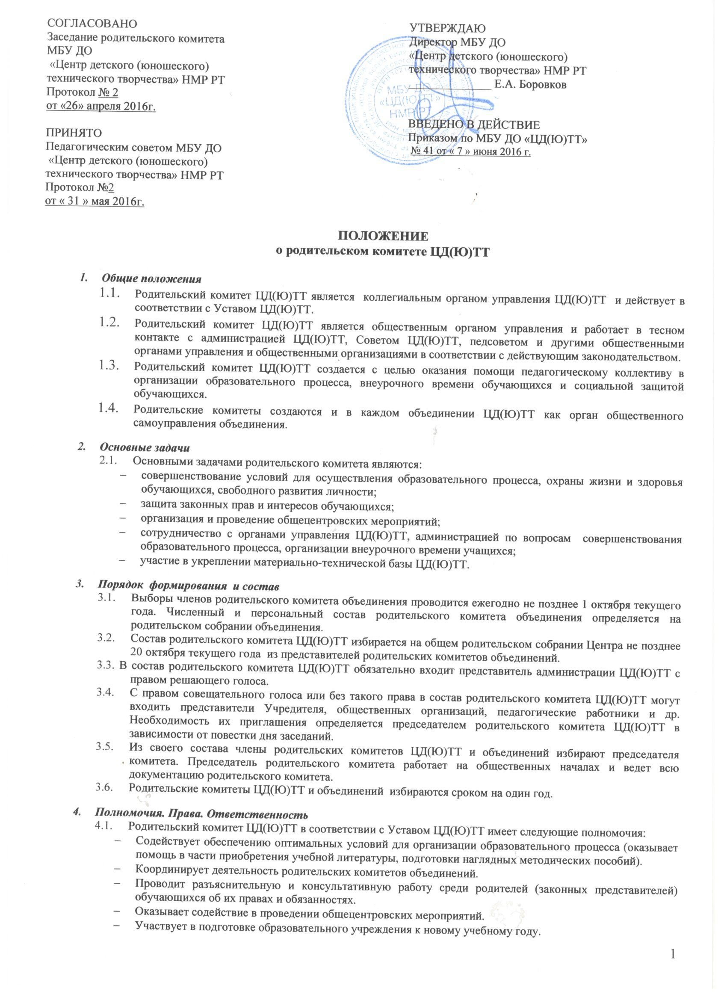 СОГЛАСОВАНО
Заседание родительского комитета
МБУ ДО
«Центр детского (юношеского)
технического творчества» НМР РТ
Протокол № 2
от «26» апреля 2016г.
ПРИНЯТО
Педагогическим советом МБУ ДО
«Центр детского (юношеского)
технического творчества» НМР РТ
Протокол №2
от « 31 » мая 2016г.
УТВЕРЖДАЮ
Директор МБУ ДО
«Центр детского (юношеского)
технического творчества» НМР РТ
______________ Е.А. Боровков
МБУ ДО
«ЦД(Ю)ТТ»
НМР РТ
ВВЕДЕНО В ДЕЙСТВИЕ
Приказом по МБУ ДО «ЦД(Ю)ТТ»
№ 41 от « 7 » июня 2016 г.
ПОЛОЖЕНИЕ
о родительском комитете ЦД(Ю)ТТ
1. Общие положения
1.1. Родительский комитет ЦД(Ю)ТТ является коллегиальным органом управления ЦД(Ю)ТТ и действует в
соответствии с Уставом ЦД(Ю)ТТ.
1.2. Родительский комитет ЦД(Ю)ТТ является общественным органом управления и работает в тесном
контакте с администрацией ЦД(Ю)ТТ, Советом ЦД(Ю)ТТ, педсоветом и другими общественными
органами управления и общественными организациями в соответствии с действующим законодательством.
1.3. Родительский комитет ЦД(Ю)ТТ создается с целью оказания помощи педагогическому коллективу в
организации образовательного процесса, внеурочного времени обучающихся и социальной защитой
обучающихся.
1.4. Родительские комитеты создаются и в каждом объединении ЦД(Ю)ТТ как орган общественного
самоуправления объединения.
2. Основные задачи
2.1. Основными задачами родительского комитета являются:
– совершенствование условий для осуществления образовательного процесса, охраны жизни и здоровья
обучающихся, свободного развития личности;
– защита законных прав и интересов обучающихся;
– организация и проведение общецентровских мероприятий;
– сотрудничество с органами управления ЦД(Ю)ТТ, администрацией по вопросам совершенствования
образовательного процесса, организации внеурочного времени учащихся;
– участие в укреплении материально-технической базы ЦД(Ю)ТТ.
3. Порядок формирования и состав
3.1. Выборы членов родительского комитета объединения проводится ежегодно не позднее 1 октября текущего
года. Численный и персональный состав родительского комитета объединения определяется на
родительском собрании объединения.
3.2. Состав родительского комитета ЦД(Ю)ТТ избирается на общем родительском собрании Центра не позднее
20 октября текущего года из представителей родительских комитетов объединений.
3.3. В состав родительского комитета ЦД(Ю)ТТ обязательно входит представитель администрации ЦД(Ю)ТТ с
правом решающего голоса.
3.4. С правом совещательного голоса или без такого права в состав родительского комитета ЦД(Ю)ТТ могут
входить представители Учредителя, общественных организаций, педагогические работники и др.
Необходимость их приглашения определяется председателем родительского комитета ЦД(Ю)ТТ в
зависимости от повестки дня заседаний.
3.5. Из своего состава члены родительских комитетов ЦД(Ю)ТТ и объединений избирают председателя
комитета. Председатель родительского комитета работает на общественных началах и ведет всю
документацию родительского комитета.
3.6. Родительские комитеты ЦД(Ю)ТТ и объединений избираются сроком на один год.
4. Полномочия. Права. Ответственность
4.1. Родительский комитет ЦД(Ю)ТТ в соответствии с Уставом ЦД(Ю)ТТ имеет следующие полномочия:
– Содействует обеспечению оптимальных условий для организации образовательного процесса (оказывает
помощь в части приобретения учебной литературы, подготовки наглядных методических пособий).
– Координирует деятельность родительских комитетов объединений.
– Проводит разъяснительную и консультативную работу среди родителей (законных представителей)
обучающихся об их правах и обязанностях.
– Оказывает содействие в проведении общецентровских мероприятий.
– Участвует в подготовке образовательного учреждения к новому учебному году.
1